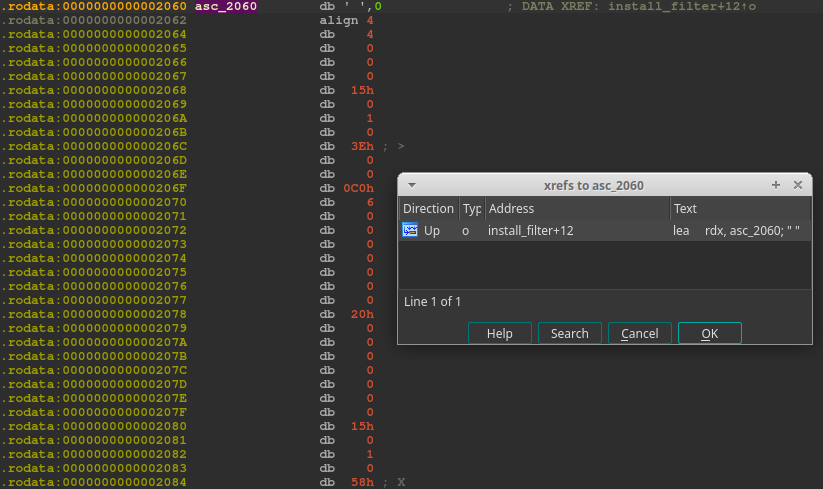 .rodata:0000000000002060 asc_2060 db ' ',0 ; DATA XREF: install_filter+12↑o
.rodata:0000000000002062 align 4
.rodata:0000000000002064 db 4
.rodata:0000000000002065 db 0
.rodata:0000000000002066 db 0
.rodata:0000000000002067 db 0
.rodata:0000000000002068 db 15h
.rodata:0000000000002069 db 0
.rodata:000000000000206A db 1
.rodata:000000000000206B db 0
.rodata:000000000000206C db 3Eh ; >
.rodata:000000000000206D db 0
.rodata:000000000000206E db 0
.rodata:000000000000206F db 0C0h
.rodata:0000000000002070 db 6
.rodata:0000000000002071 db 0
.rodata:0000000000002072 db 0
.rodata:0000000000002073 db 0
.rodata:0000000000002074 db 0
.rodata:0000000000002075 db 0
.rodata:0000000000002076 db 0
.rodata:0000000000002077 db 0
.rodata:0000000000002078 db 20h
.rodata:0000000000002079 db 0
.rodata:000000000000207A db 0
.rodata:000000000000207B db 0
.rodata:000000000000207C db 0
.rodata:000000000000207D db 0
.rodata:000000000000207E db 0
.rodata:000000000000207F db 0
.rodata:0000000000002080 db 15h
.rodata:0000000000002081 db 0
.rodata:0000000000002082 db 1
.rodata:0000000000002083 db 0
.rodata:0000000000002084 db 58h ; X
xrefs to asc_2060
Direction Typ Address Text
Up o install_filter+12 lea rdx, asc_2060; " "
Line 1 of 1
Help Search Cancel OK